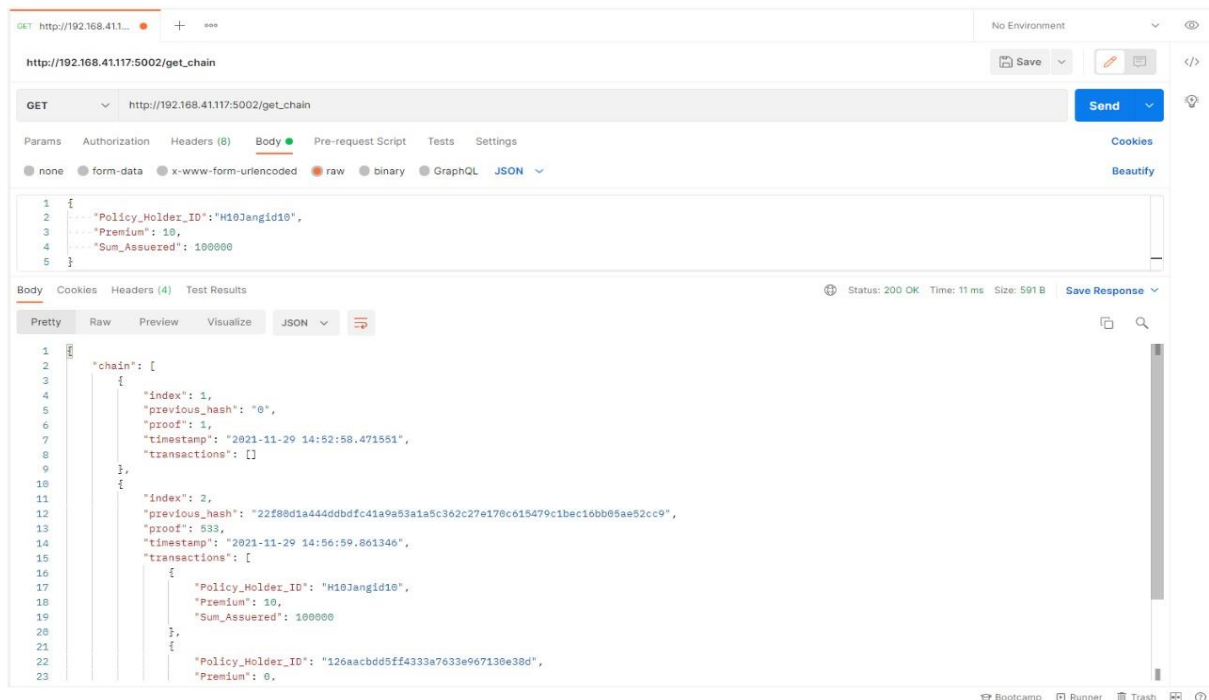 GET http://192.168.41.1... + ooo No Environment
http://192.168.41.117:5002/get_chain Save </>
GET http://192.168.41.117:5002/get_chain Send
Params Authorization Headers (8) Body Pre-request Script Tests Settings Cookies
none form-data x-www-form-urlencoded raw binary GraphQL JSON Beautify
1 {
2 "Policy_Holder_ID":"H10Jangid10",
3 "Premium": 10,
4 "Sum_Assuered": 100000
5 }
Body Cookies Headers (4) Test Results Status: 200 OK Time: 11 ms Size: 591 B Save Response
Pretty Raw Preview Visualize JSON
1 {
2 "chain": [
3 {
4 "index": 1,
5 "previous_hash": "0",
6 "proof": 1,
7 "timestamp": "2021-11-29 14:52:58.471551",
8 "transactions": []
9 },
10 {
11 "index": 2,
12 "previous_hash": "22f80d1a444ddbdfc41a9a53a1a5c362c27e170c615479c1bec16bb05ae52cc9",
13 "proof": 533,
14 "timestamp": "2021-11-29 14:56:59.861346",
15 "transactions": [
16 {
17 "Policy_Holder_ID": "H10Jangid10",
18 "Premium": 10,
19 "Sum_Assuered": 100000
20 },
21 {
22 "Policy_Holder_ID": "126aacbdd5ff4333a7633e967130e38d",
23 "Premium": 0,
Bootcamp Runner Trash